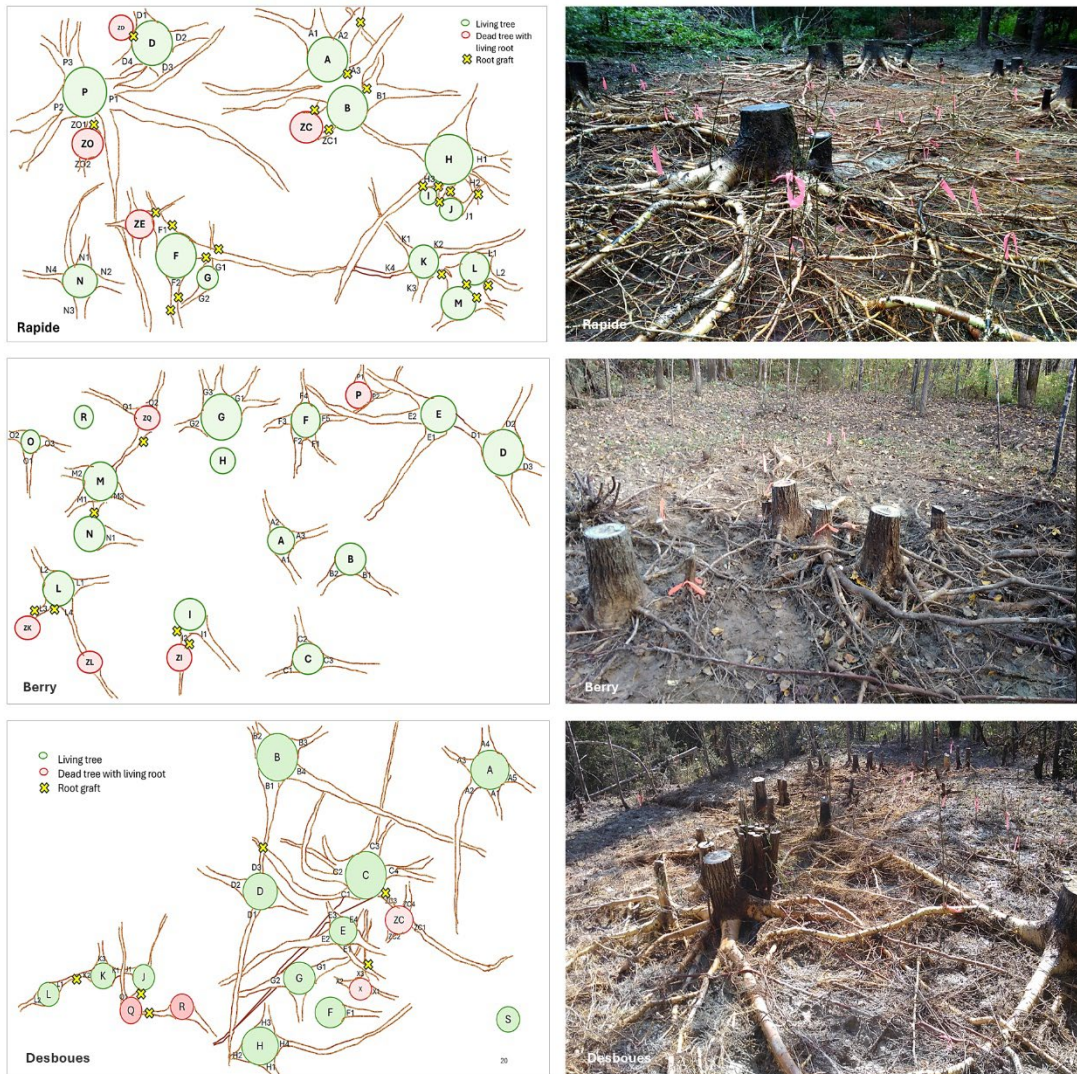 D1
ZD
D
D2
D4
D3
P3
P
P1
P2
ZO1
ZO
ZO2
A1
A2
A
A3
B1
B
ZC
ZC1
Living tree
Dead tree with
living root
Root graft
H
H1
H3
H2
I
J
J1
ZE
F1
F
G1
G
F2
G2
N1
N4
N
N2
N3
K1
K2
K4
K
K3
L1
L
L2
M
Rapide
Rapide
R
Q1
Q2
ZQ
O2
O
O3
O1
M2
M
M1
M3
N
N1
G3
G1
G
G2
H
F4
F3
F
F5
F2
F1
P1
P
P2
E2
E
E1
D1
D2
D
D3
A2
A
A3
A1
B
B2
B1
L2
L
L1
L3
L4
ZK
ZL
I
I2
I1
ZI
C2
C
C1
C3
Berry
Berry
Living tree
Dead tree with living root
Root graft
B2
B3
B
B4
B1
A4
A3
A
A5
A2
A1
D3
D2
D
D1
C3
C2
C
C4
C1
ZC3
ZC4
ZC
ZC1
ZC2
E3
E4
E
E2
E1
G1
G
G2
X3
X
F
F1
H3
H
H4
H2
H1
S
K3
K
K1
J1
J
L1
L
L2
Q
R
20
Desboues
Desboues